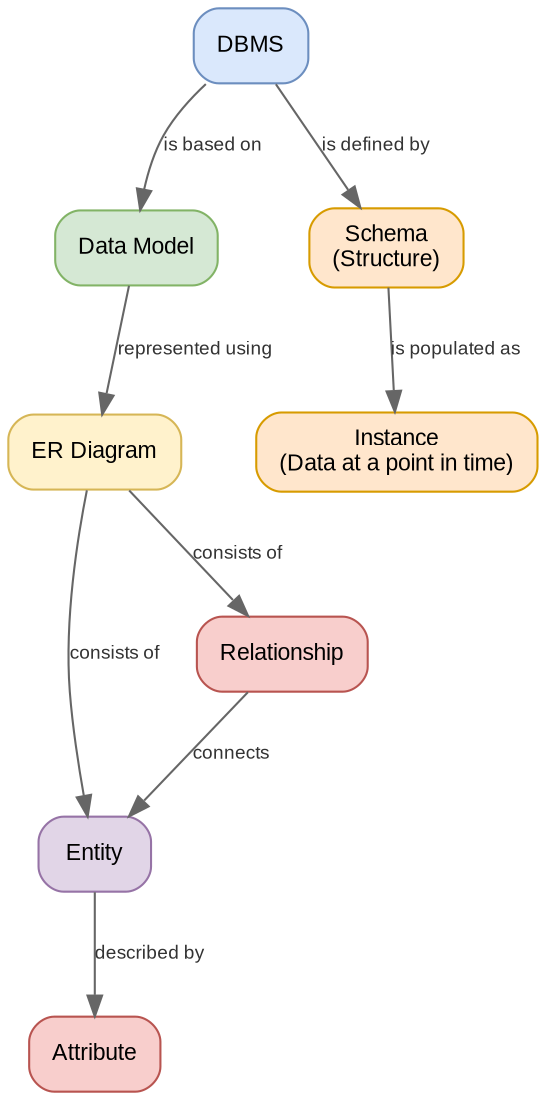 DBMS
is based on
is defined by
Data Model
Schema
(Structure)
represented using
is populated as
ER Diagram
Instance
(Data at a point in time)
consists of
Relationship
consists of
connects
Entity
described by
Attribute